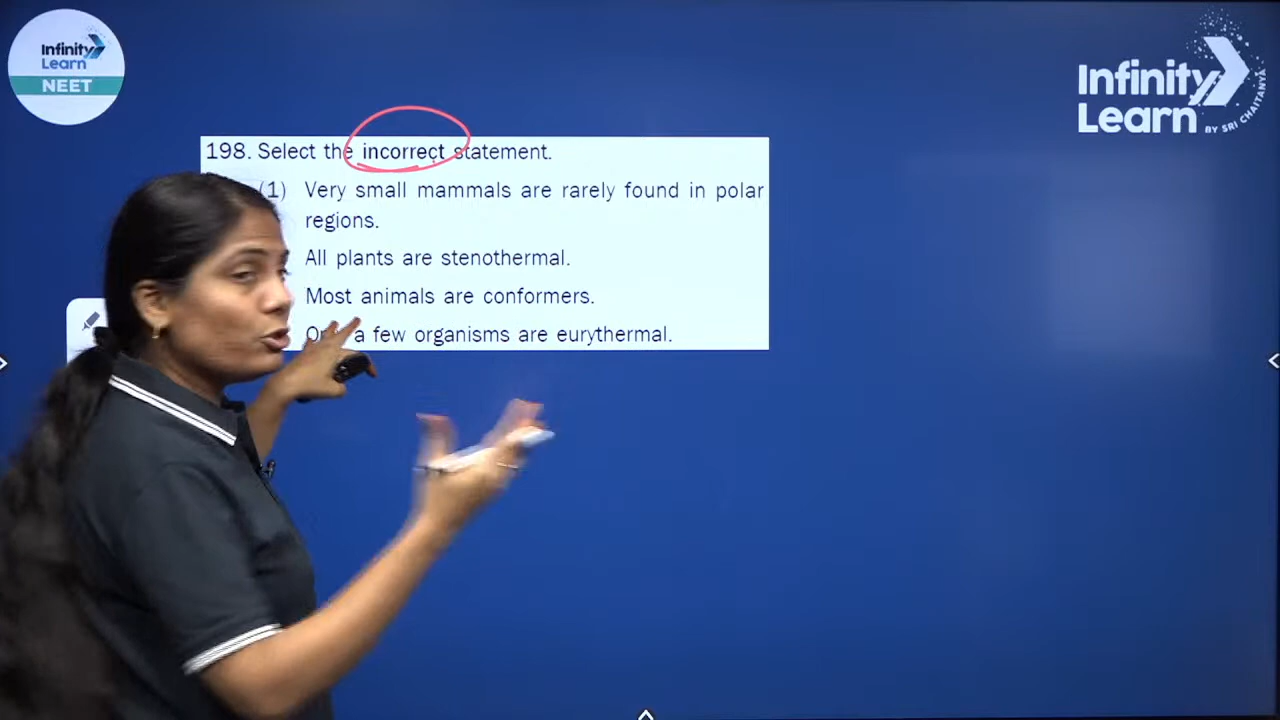 Infinity
Learn
NEET
Infinity
Learn
BY SRI CHAITANYA
198. Select the incorrect statement.
(1) Very small mammals are rarely found in polar
regions.
All plants are stenothermal.
Most animals are conformers.
a few organisms are eurythermal.